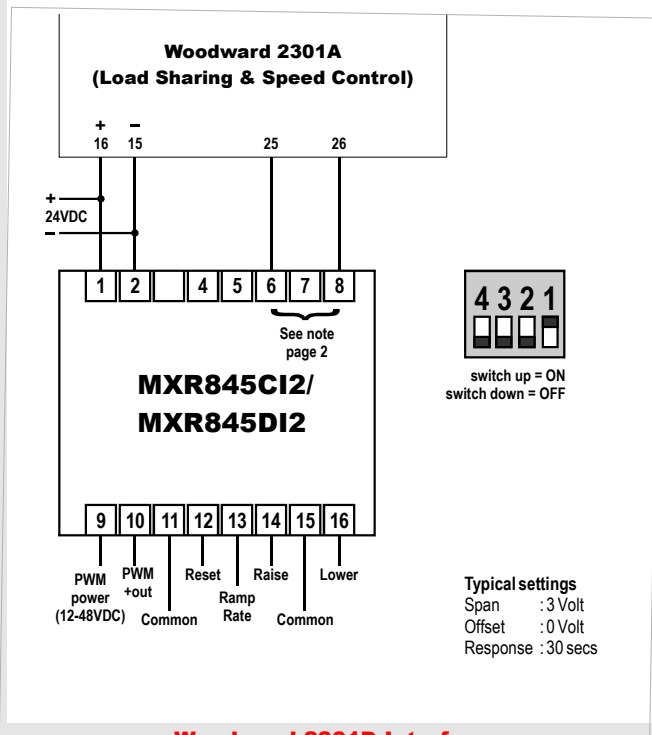 Woodward 2301A
(Load Sharing & Speed Control)
+ –
16 15 25 26
+
24VDC
–
1 2 4 5 6 7 8
See note
page 2
4 3 2 1
switch up = ON
switch down = OFF
MXR845CI2/
MXR845DI2
9 10 11 12 13 14 15 16
PWM
power
(12-48VDC)
PWM
+out
Common
Reset
Ramp
Rate
Raise
Common
Lower
Typical settings
Span : 3 Volt
Offset : 0 Volt
Response : 30 secs